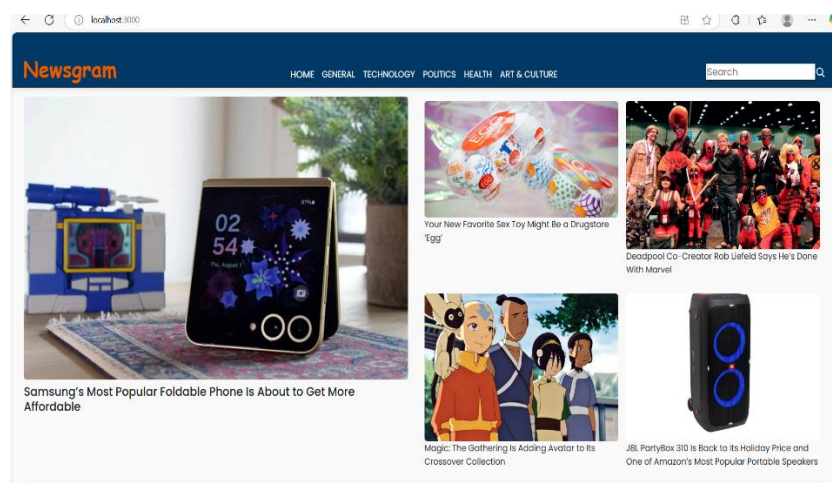 localhost:3000
Newsgram
HOME GENERAL TECHNOLOGY POLITICS HEALTH ART & CULTURE
Search
02
54
Thu, August 1
Samsung's Most Popular Foldable Phone Is About to Get More
Affordable
Your New Favorite Sex Toy Might Be a Drugstore
'Egg'
Deadpool Co-Creator Rob Liefeld Says He's Done
With Marvel
Magic: The Gathering Is Adding Avatar to Its
Crossover Collection
JBL PartyBox 310 Is Back to Its Holiday Price and
One of Amazon's Most Popular Portable Speakers